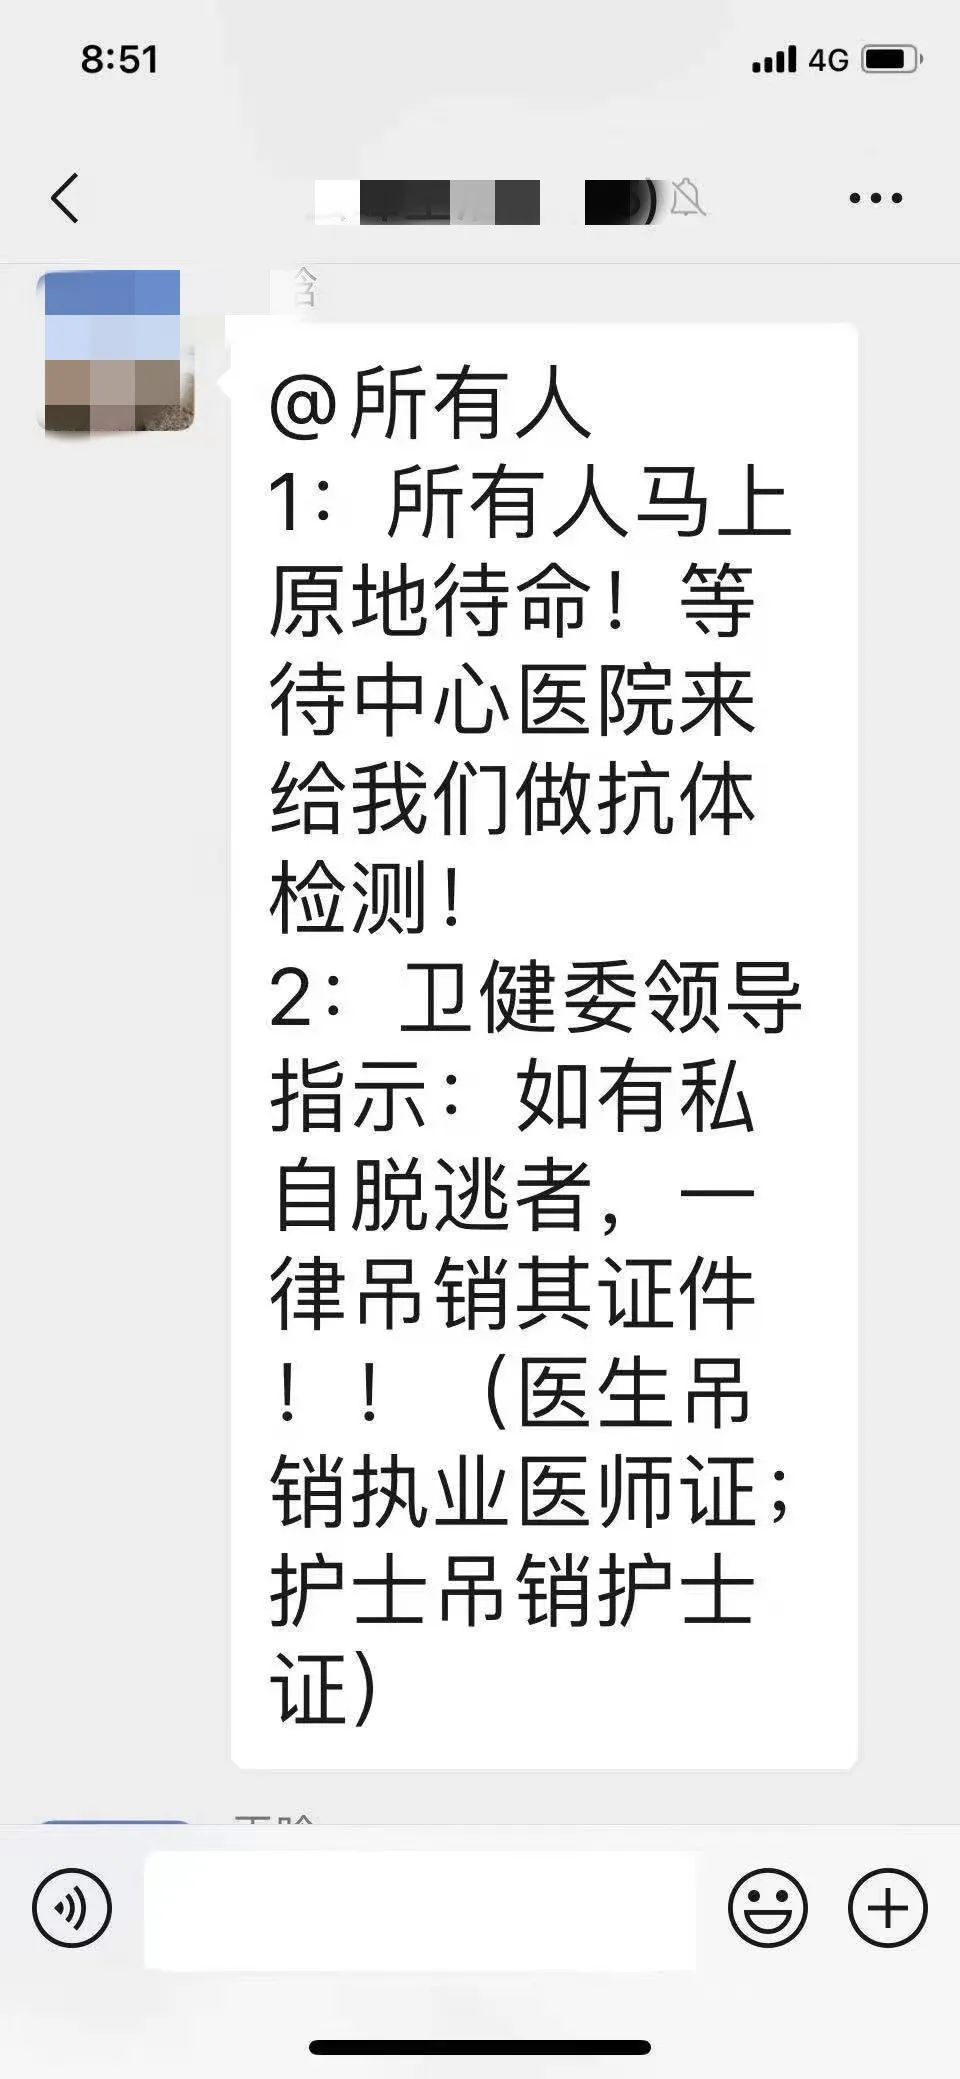 8:51
4G
@所有人
1：所有人马上
原地待命！等
待中心医院来
给我们做抗体
检测！
2：卫健委领导
指示：如有私
自脱逃者，一
律吊销其证件
！！（医生吊
销执业医师证；
护士吊销护士
证）